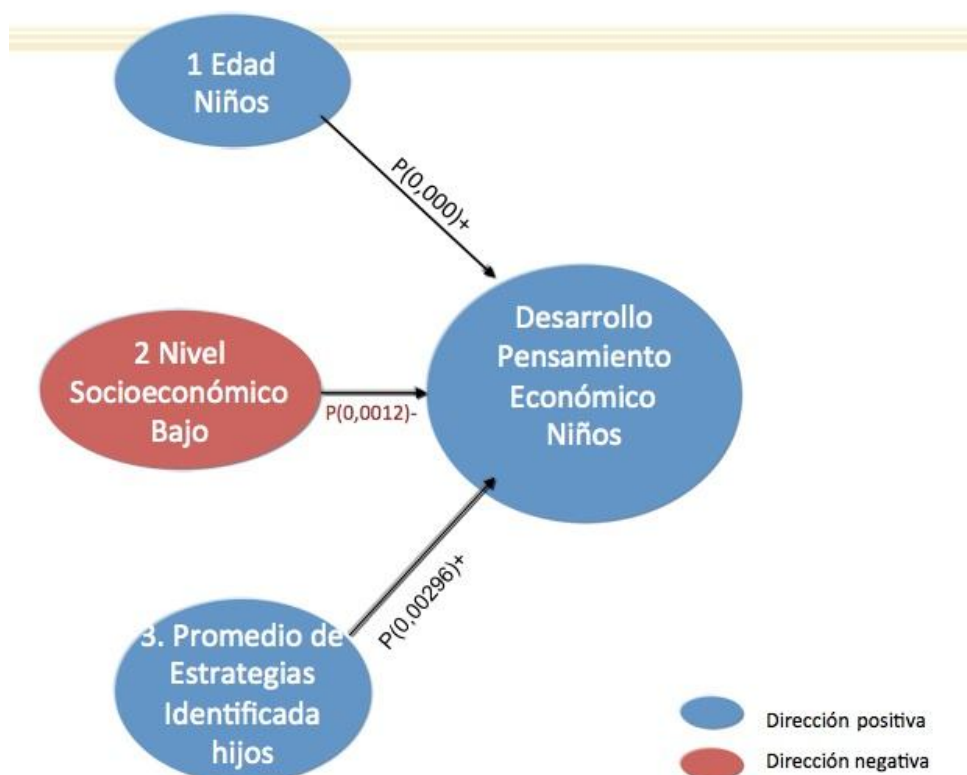 1 Edad
Niños
P(0,000)+
Desarrollo
Pensamiento
Económico
Niños
2 Nivel
Socioeconómico
Bajo
P(0,0012)-
P(0,00296)+
3. Promedio de
Estrategias
Identificada
hijos
Dirección positiva
Dirección negativa